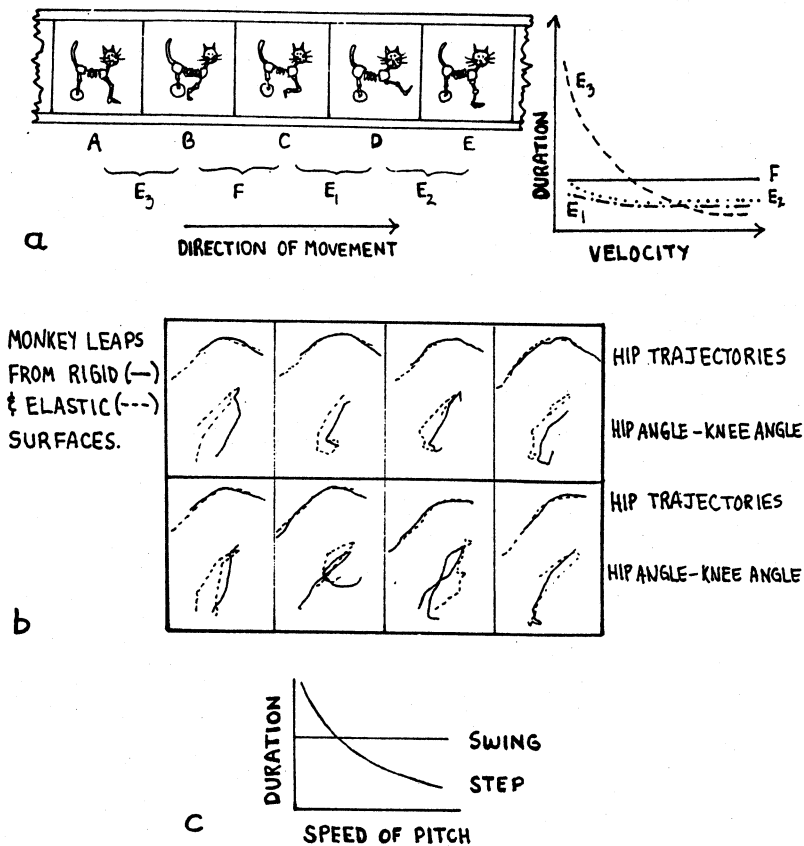 A B C D E
E3 F E1 E2
DIRECTION OF MOVEMENT
a
DURATION
E3
F
E2
E1
VELOCITY
MONKEY LEAPS
FROM RIGID (—)
& ELASTIC (---)
SURFACES.
HIP TRAJECTORIES
HIP ANGLE-KNEE ANGLE
HIP TRAJECTORIES
HIP ANGLE-KNEE ANGLE
b
DURATION
SWING
STEP
SPEED OF PITCH
c